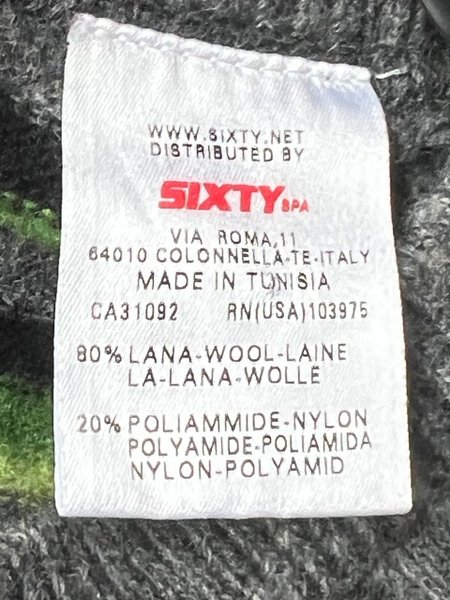 WWW.SIXTY.NET
DISTRIBUTED BY
SIXTY SPA
VIA ROMA,11
64010 COLONNELLA-TE-ITALY
MADE IN TUNISIA
CA31092 RN(USA)103975
80% LANA-WOOL-LAINE
LA-LANA-WOLLE
20% POLIAMMIDE-NYLON
POLYAMIDE-POLIAMIDA
NYLON-POLYAMID